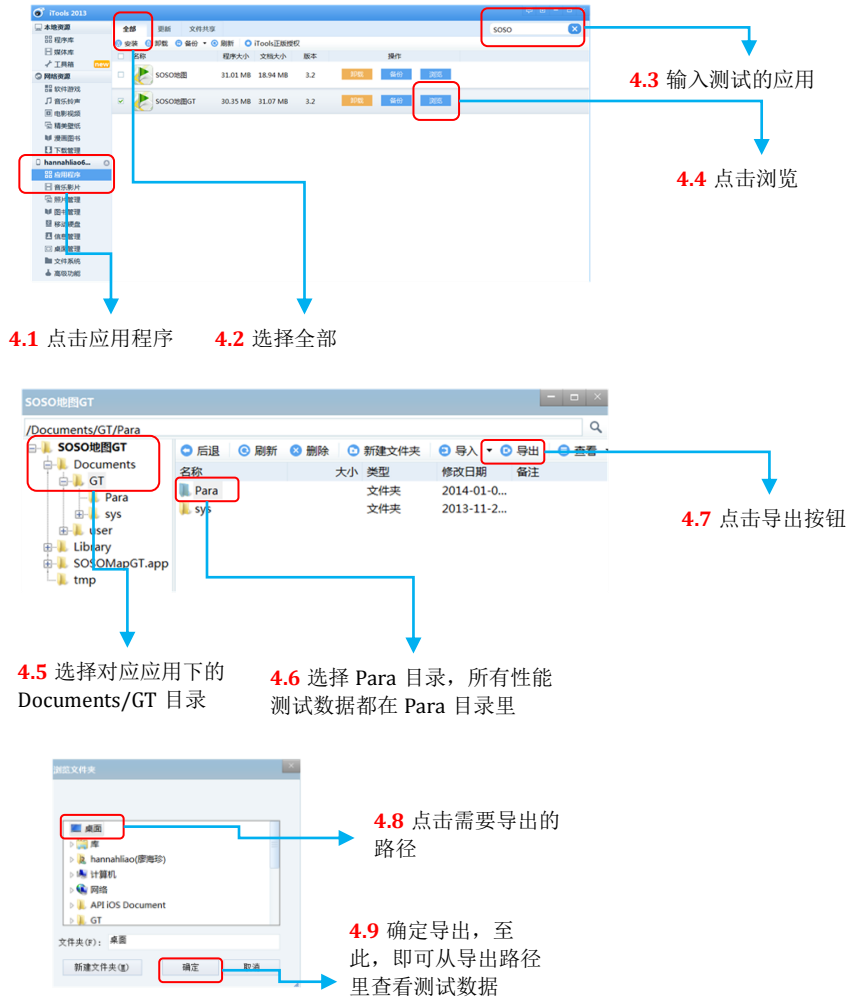 iTools 2013
本地资源
全部 更新 文件共享
soso
程序库
安装 卸载 备份 刷新 iTools正版授权
媒体库
名称 程序大小 文档大小 版本 操作
工具箱 new
网络资源
SOSO地图 31.01 MB 18.94 MB 3.2 卸载 备份 浏览
软件游戏
音乐铃声
SOSO地图GT 30.35 MB 31.07 MB 3.2 卸载 备份 浏览
电影视频
精美壁纸
漫画图书
下载管理
hannahliao6...
应用程序
音乐影片
照片管理
图书管理
移动硬盘
信息管理
桌面管理
文件系统
高级功能
4.3 输入测试的应用
4.4 点击浏览
4.1 点击应用程序
4.2 选择全部
SOSO地图GT
/Documents/GT/Para
SOSO地图GT
Documents
GT
Para
sys
user
Library
SOSOMapGT.app
tmp
后退 刷新 删除 新建文件夹 导入 导出 查看
名称 大小 类型 修改日期 备注
Para 文件夹 2014-01-0...
sys 文件夹 2013-11-2...
4.7 点击导出按钮
4.5 选择对应应用下的
Documents/GT 目录
4.6 选择 Para 目录，所有性能
测试数据都在 Para 目录里
浏览文件夹
桌面
库
hannahliao(廖海珍)
计算机
网络
API iOS Document
GT
文件夹(F)： 桌面
新建文件夹(M) 确定 取消
4.8 点击需要导出的
路径
4.9 确定导出，至
此，即可从导出路径
里查看测试数据